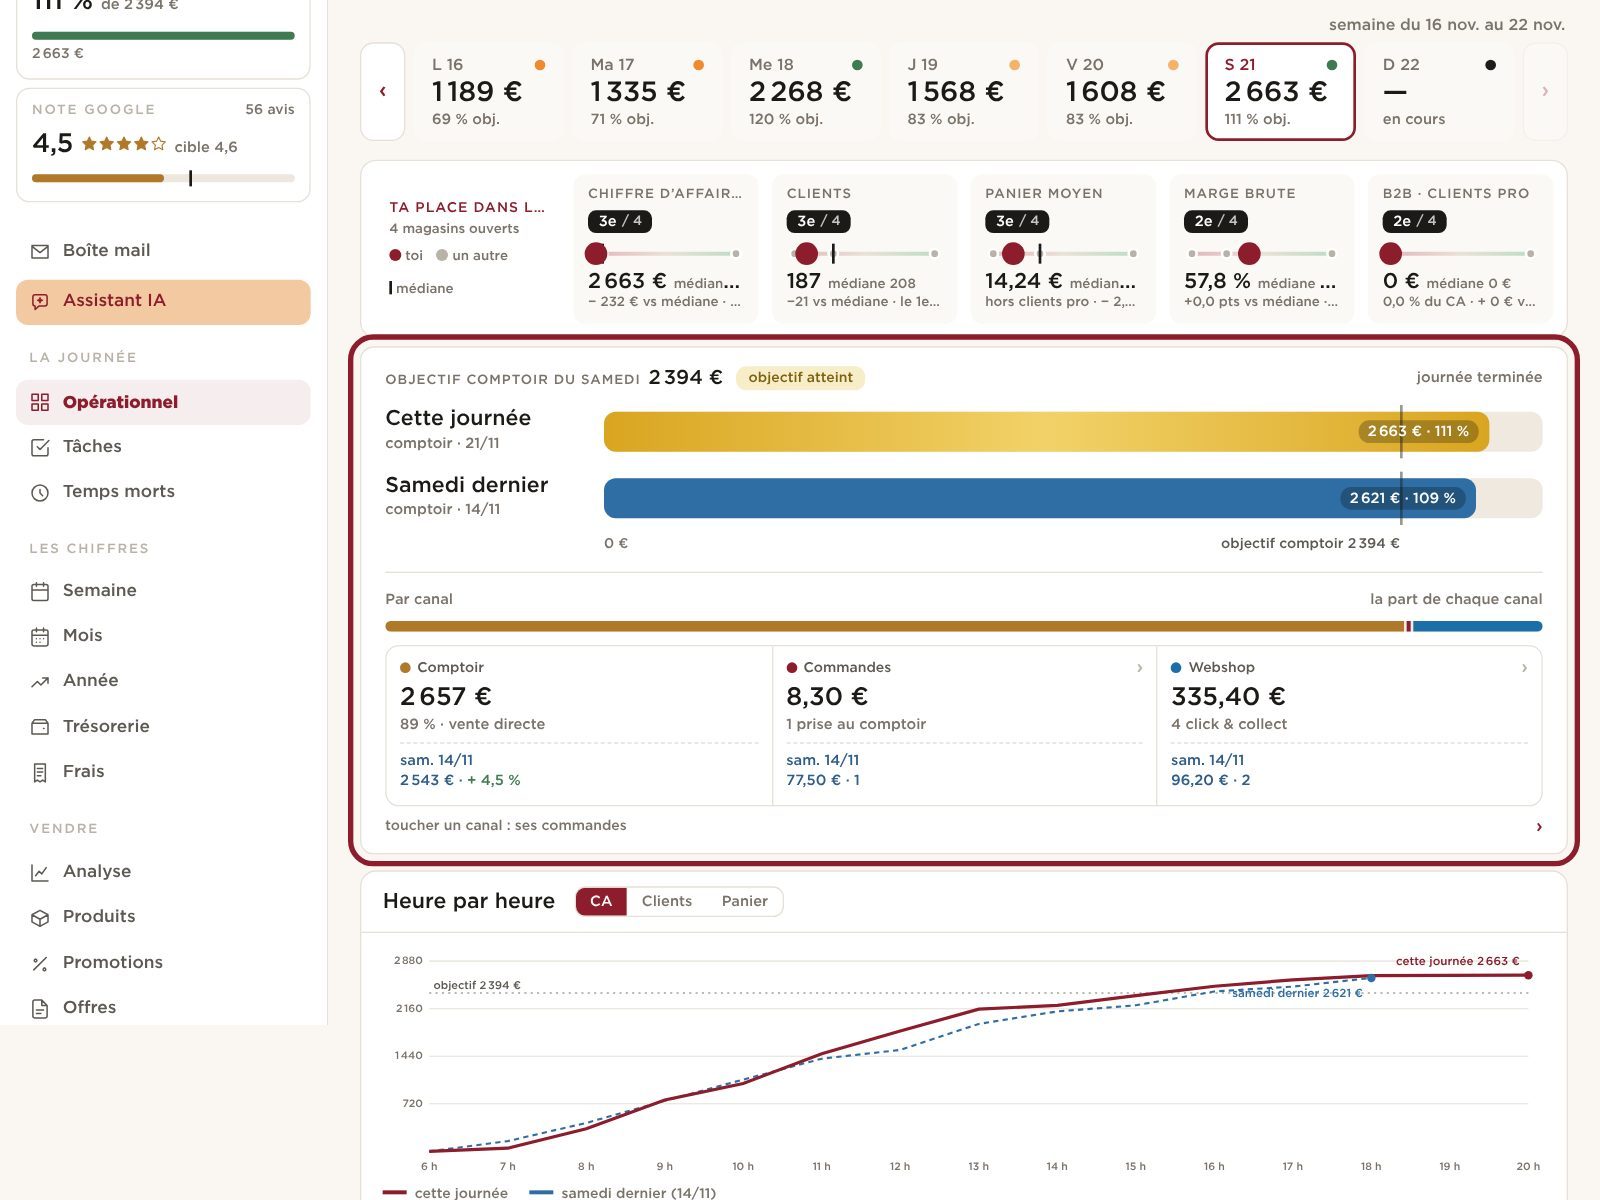 111 % de 2 394 €
2 663 €
NOTE GOOGLE 56 avis
4,5 cible 4,6
Boîte mail
Assistant IA
LA JOURNÉE
Opérationnel
Tâches
Temps morts
LES CHIFFRES
Semaine
Mois
Année
Trésorerie
Frais
VENDRE
Analyse
Produits
Promotions
Offres
semaine du 16 nov. au 22 nov.
‹
L 16
1 189 €
69 % obj.
Ma 17
1 335 €
71 % obj.
Me 18
2 268 €
120 % obj.
J 19
1 568 €
83 % obj.
V 20
1 608 €
83 % obj.
S 21
2 663 €
111 % obj.
D 22
—
en cours
›
TA PLACE DANS L...
4 magasins ouverts
toi un autre
médiane
CHIFFRE D’AFFAIR...
3e / 4
2 663 € médian...
− 232 € vs médiane · ...
CLIENTS
3e / 4
187 médiane 208
−21 vs médiane · le 1e...
PANIER MOYEN
3e / 4
14,24 € médian...
hors clients pro · − 2,...
MARGE BRUTE
2e / 4
57,8 % médiane ...
+0,0 pts vs médiane ·...
B2B · CLIENTS PRO
2e / 4
0 € médiane 0 €
0,0 % du CA · + 0 € v...
OBJECTIF COMPTOIR DU SAMEDI 2 394 € objectif atteint journée terminée
Cette journée
comptoir · 21/11
2 663 € · 111 %
Samedi dernier
comptoir · 14/11
2 621 € · 109 %
0 € objectif comptoir 2 394 €
Par canal la part de chaque canal
Comptoir
2 657 €
89 % · vente directe
sam. 14/11
2 543 € · + 4,5 %
Commandes ›
8,30 €
1 prise au comptoir
sam. 14/11
77,50 € · 1
Webshop ›
335,40 €
4 click & collect
sam. 14/11
96,20 € · 2
toucher un canal : ses commandes ›
Heure par heure CA Clients Panier
2 880
cette journée 2 663 €
objectif 2 394 €
samedi dernier 2 621 €
2 160
1 440
720
6 h 7 h 8 h 9 h 10 h 11 h 12 h 13 h 14 h 15 h 16 h 17 h 18 h 19 h 20 h
cette journée samedi dernier (14/11)